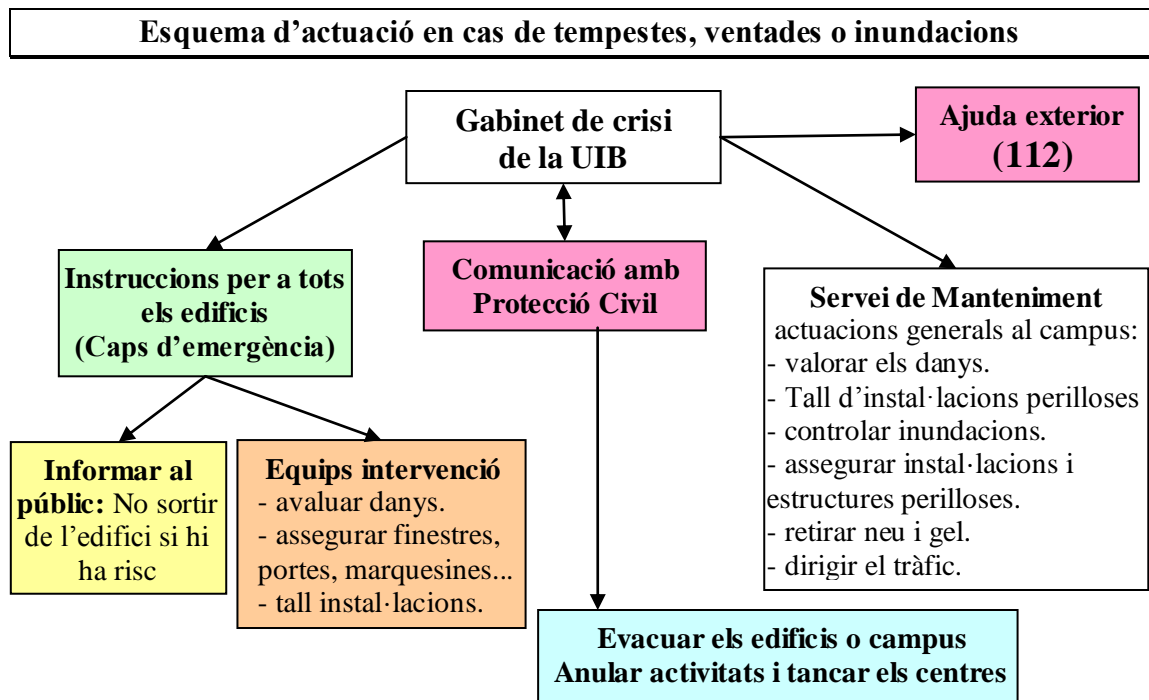 Esquema d’actuació en cas de tempestes, ventades o inundacions
Gabinet de crisi
de la UIB
Ajuda exterior
(112)
Instruccions per a tots
els edificis
(Caps d’emergència)
Comunicació amb
Protecció Civil
Servei de Manteniment
actuacions generals al campus:
- valorar els danys.
- Tall d’instal·lacions perilloses
- controlar inundacions.
- assegurar instal·lacions i
estructures perilloses.
- retirar neu i gel.
- dirigir el tràfic.
Informar al
públic: No sortir
de l’edifici si hi
ha risc
Equips intervenció
- avaluar danys.
- assegurar finestres,
portes, marquesines...
- tall instal·lacions.
Evacuar els edificis o campus
Anular activitats i tancar els centres